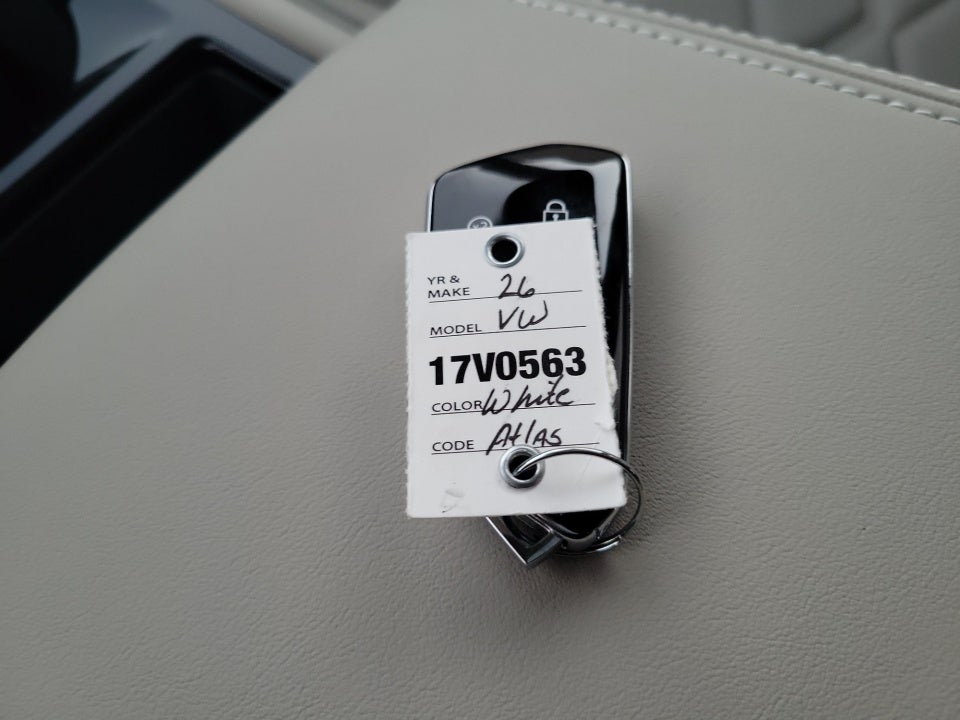 YR &
MAKE 26
MODEL VW
17V0563
COLOR White
CODE Atlas